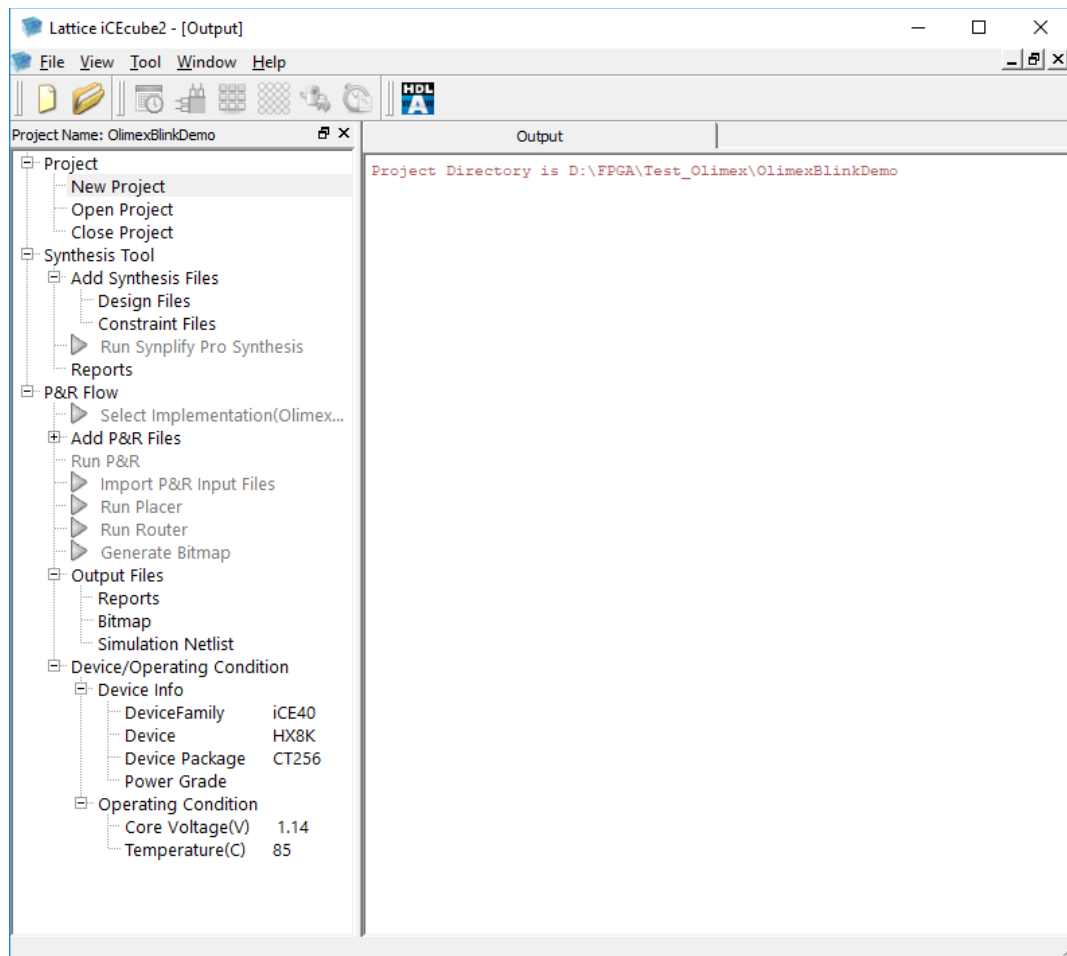 Lattice iCEcube2 - [Output]
File View Tool Window Help
HDL
A
Project Name: OlimexBlinkDemo
Output
Project
New Project
Open Project
Close Project
Synthesis Tool
Add Synthesis Files
Design Files
Constraint Files
Run Synplify Pro Synthesis
Reports
P&R Flow
Select Implementation(Olimex...
Add P&R Files
Run P&R
Import P&R Input Files
Run Placer
Run Router
Generate Bitmap
Output Files
Reports
Bitmap
Simulation Netlist
Device/Operating Condition
Device Info
DeviceFamily iCE40
Device HX8K
Device Package CT256
Power Grade
Operating Condition
Core Voltage(V) 1.14
Temperature(C) 85
Project Directory is D:\FPGA\Test_Olimex\OlimexBlinkDemo